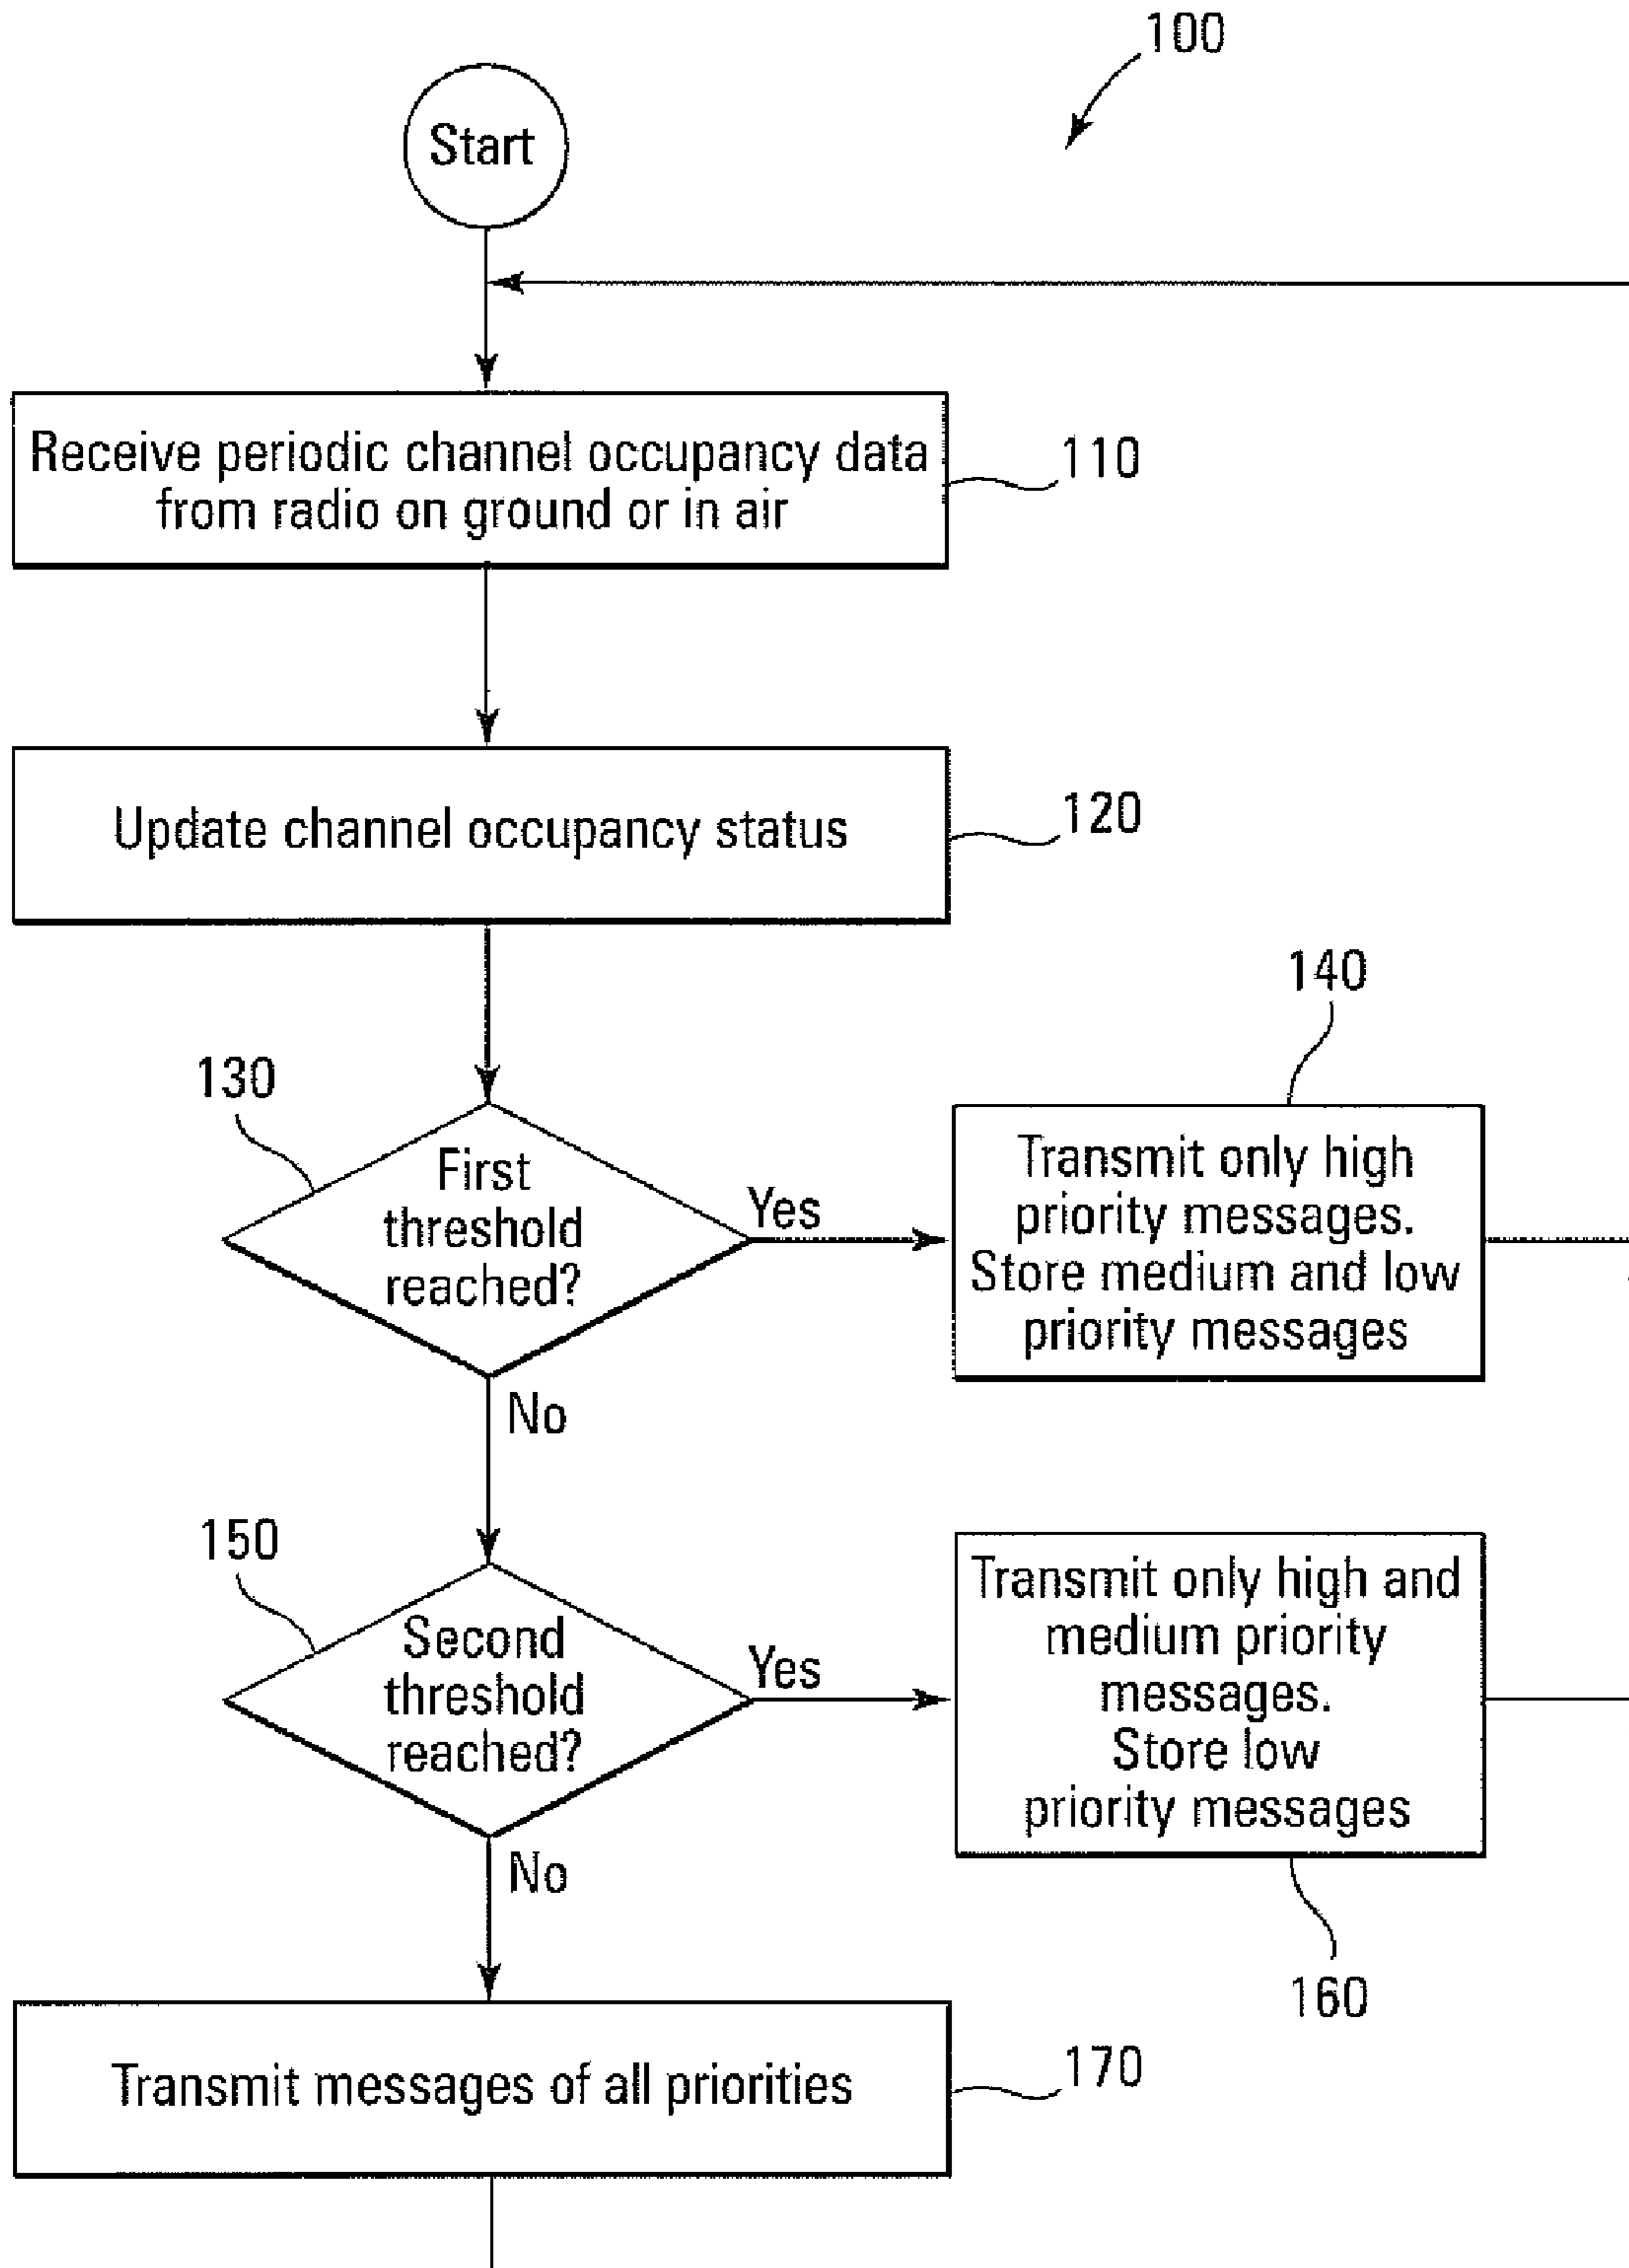 100
Start
Receive periodic channel occupancy data
from radio on ground or in air
110
Update channel occupancy status
120
130
First
threshold
reached?
Yes
No
140
Transmit only high
priority messages.
Store medium and low
priority messages
150
Second
threshold
reached?
Yes
No
Transmit only high and
medium priority
messages.
Store low
priority messages
160
Transmit messages of all priorities
170